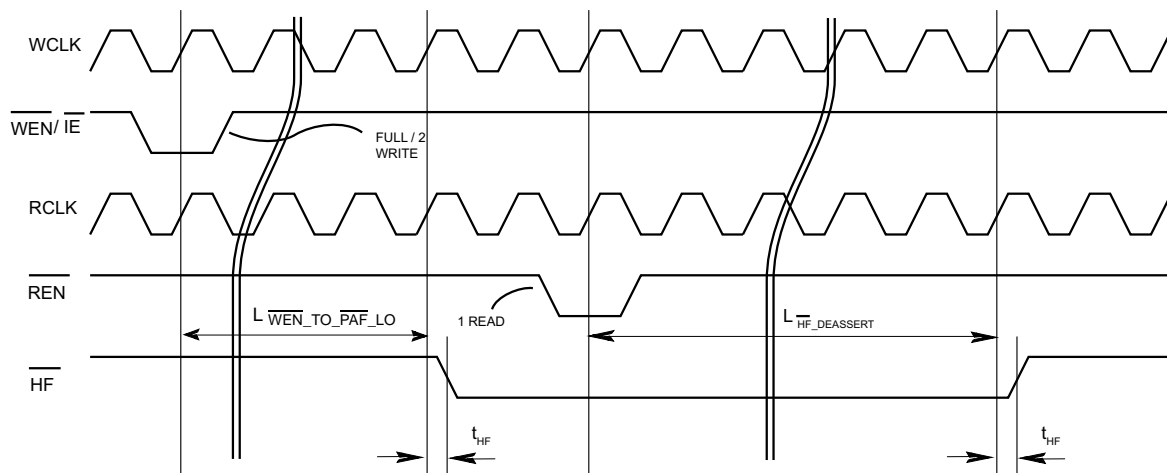 WCLK
WEN/ IE
FULL / 2
WRITE
RCLK
REN
1 READ
L WEN_TO_PAF_LO
L HF_DEASSERT
HF
tHF
tHF